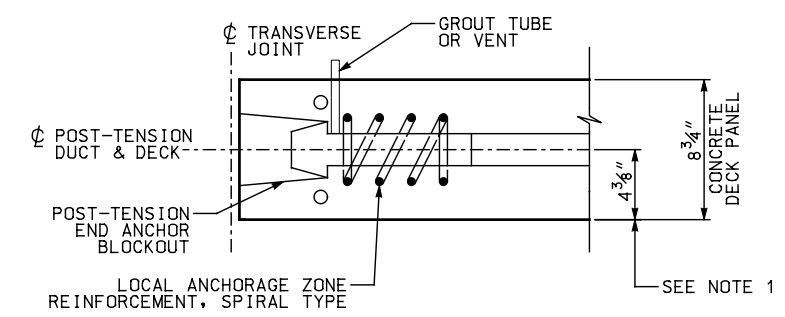 ℄ TRANSVERSE
JOINT
GROUT TUBE
OR VENT
℄ POST-TENSION
DUCT & DECK
POST-TENSION
END ANCHOR
BLOCKOUT
LOCAL ANCHORAGE ZONE
REINFORCEMENT, SPIRAL TYPE
4⅜"
8¾"
CONCRETE
DECK PANEL
SEE NOTE 1